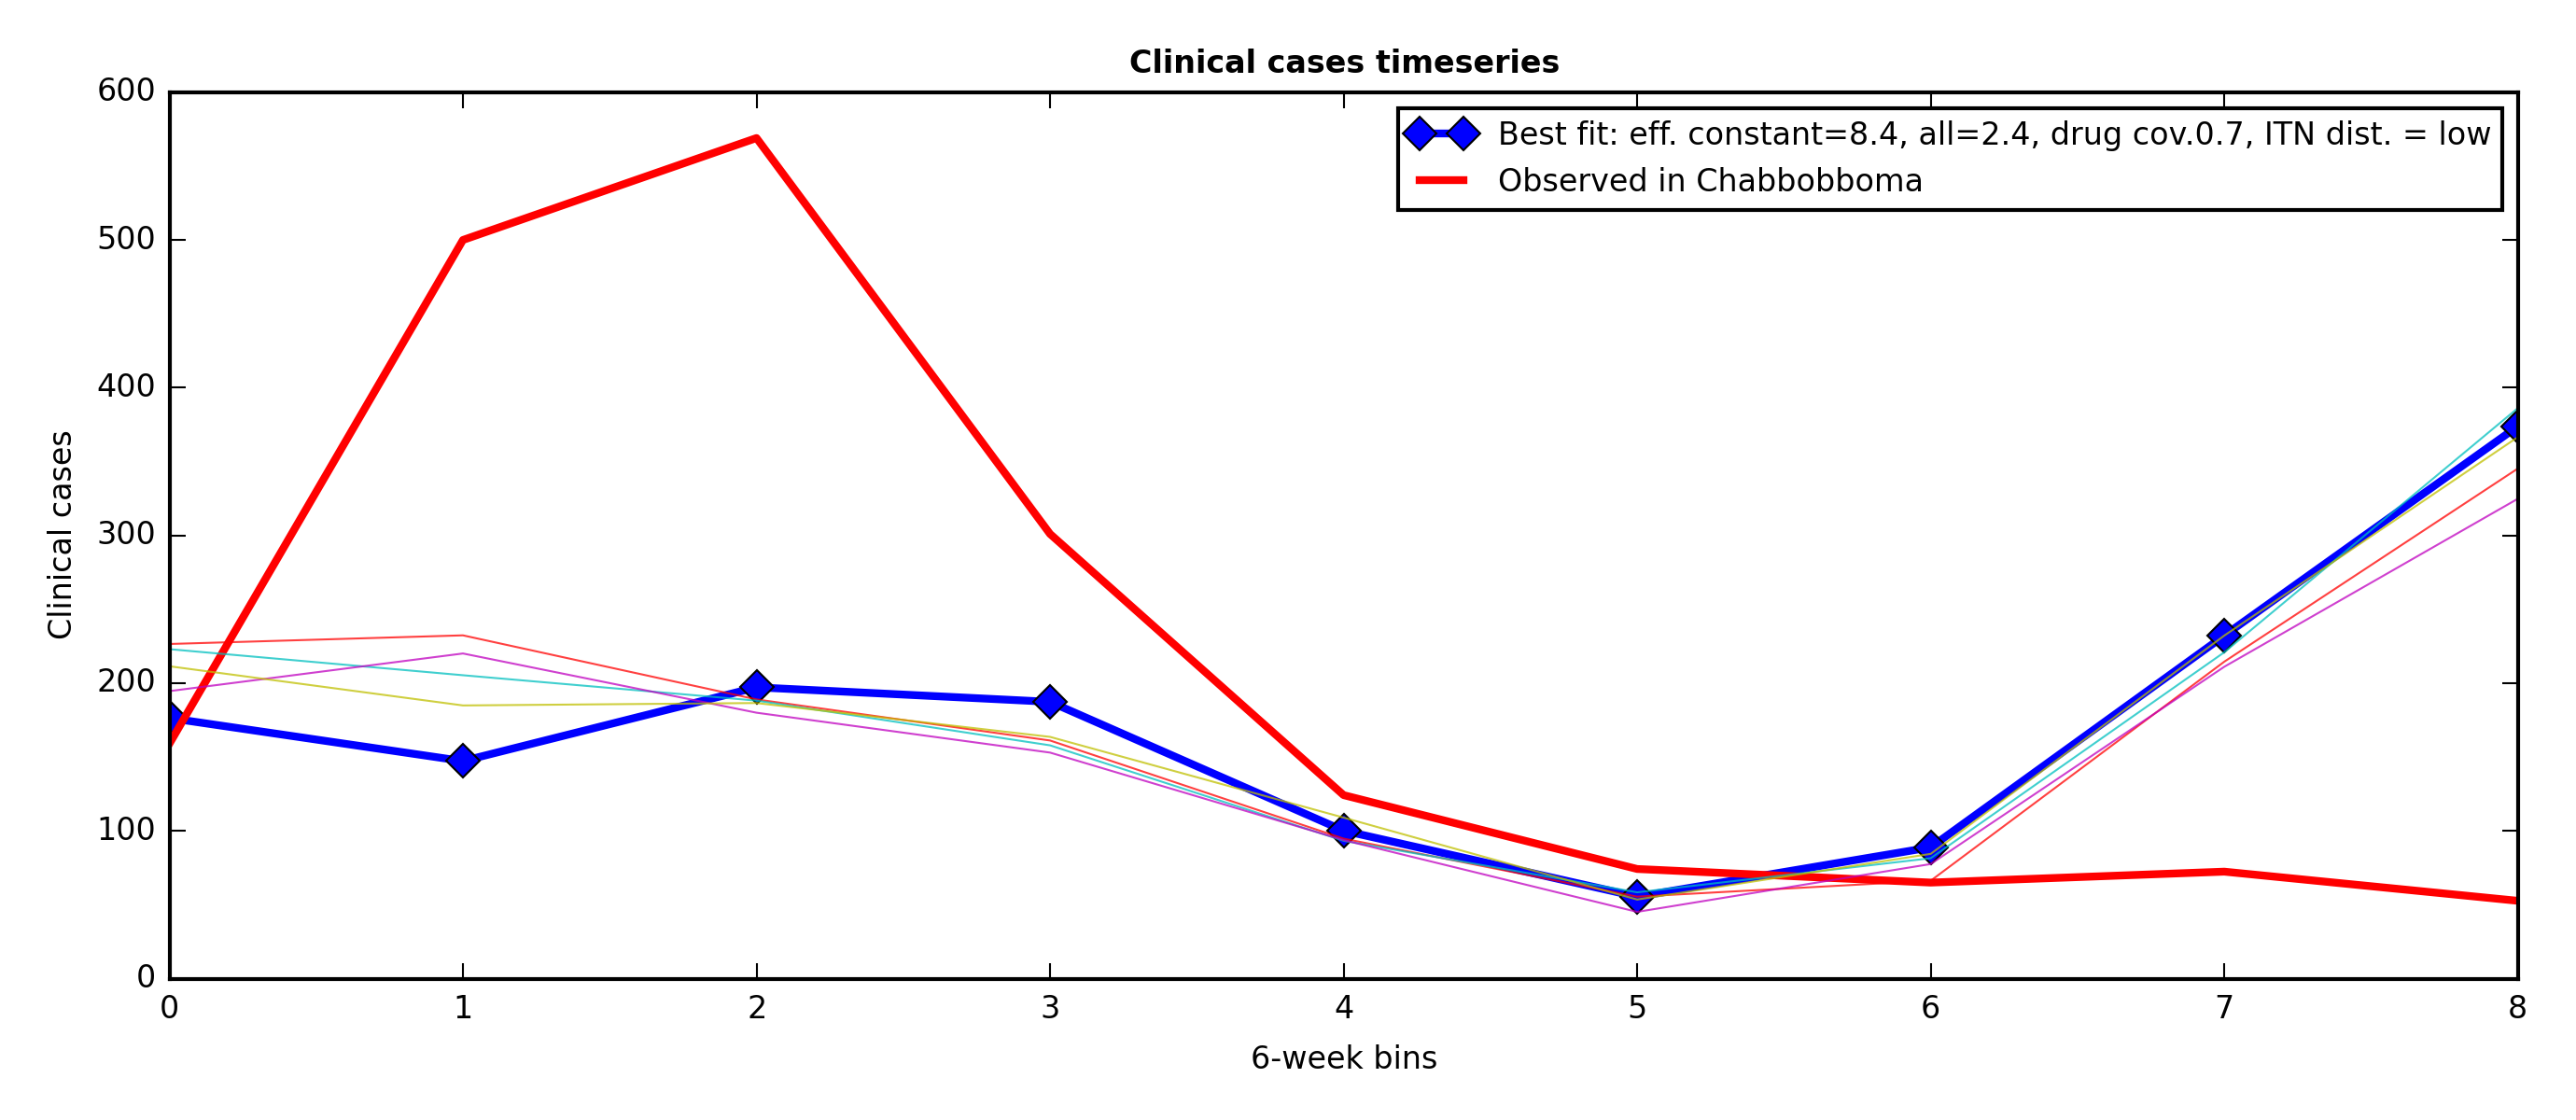 Clinical cases timeseries
600
500
400
300
200
100
0
Clinical cases
Best fit: eff. constant=8.4, all=2.4, drug cov.0.7, ITN dist. = low
Observed in Chabbobboma
0 1 2 3 4 5 6 7 8
6-week bins